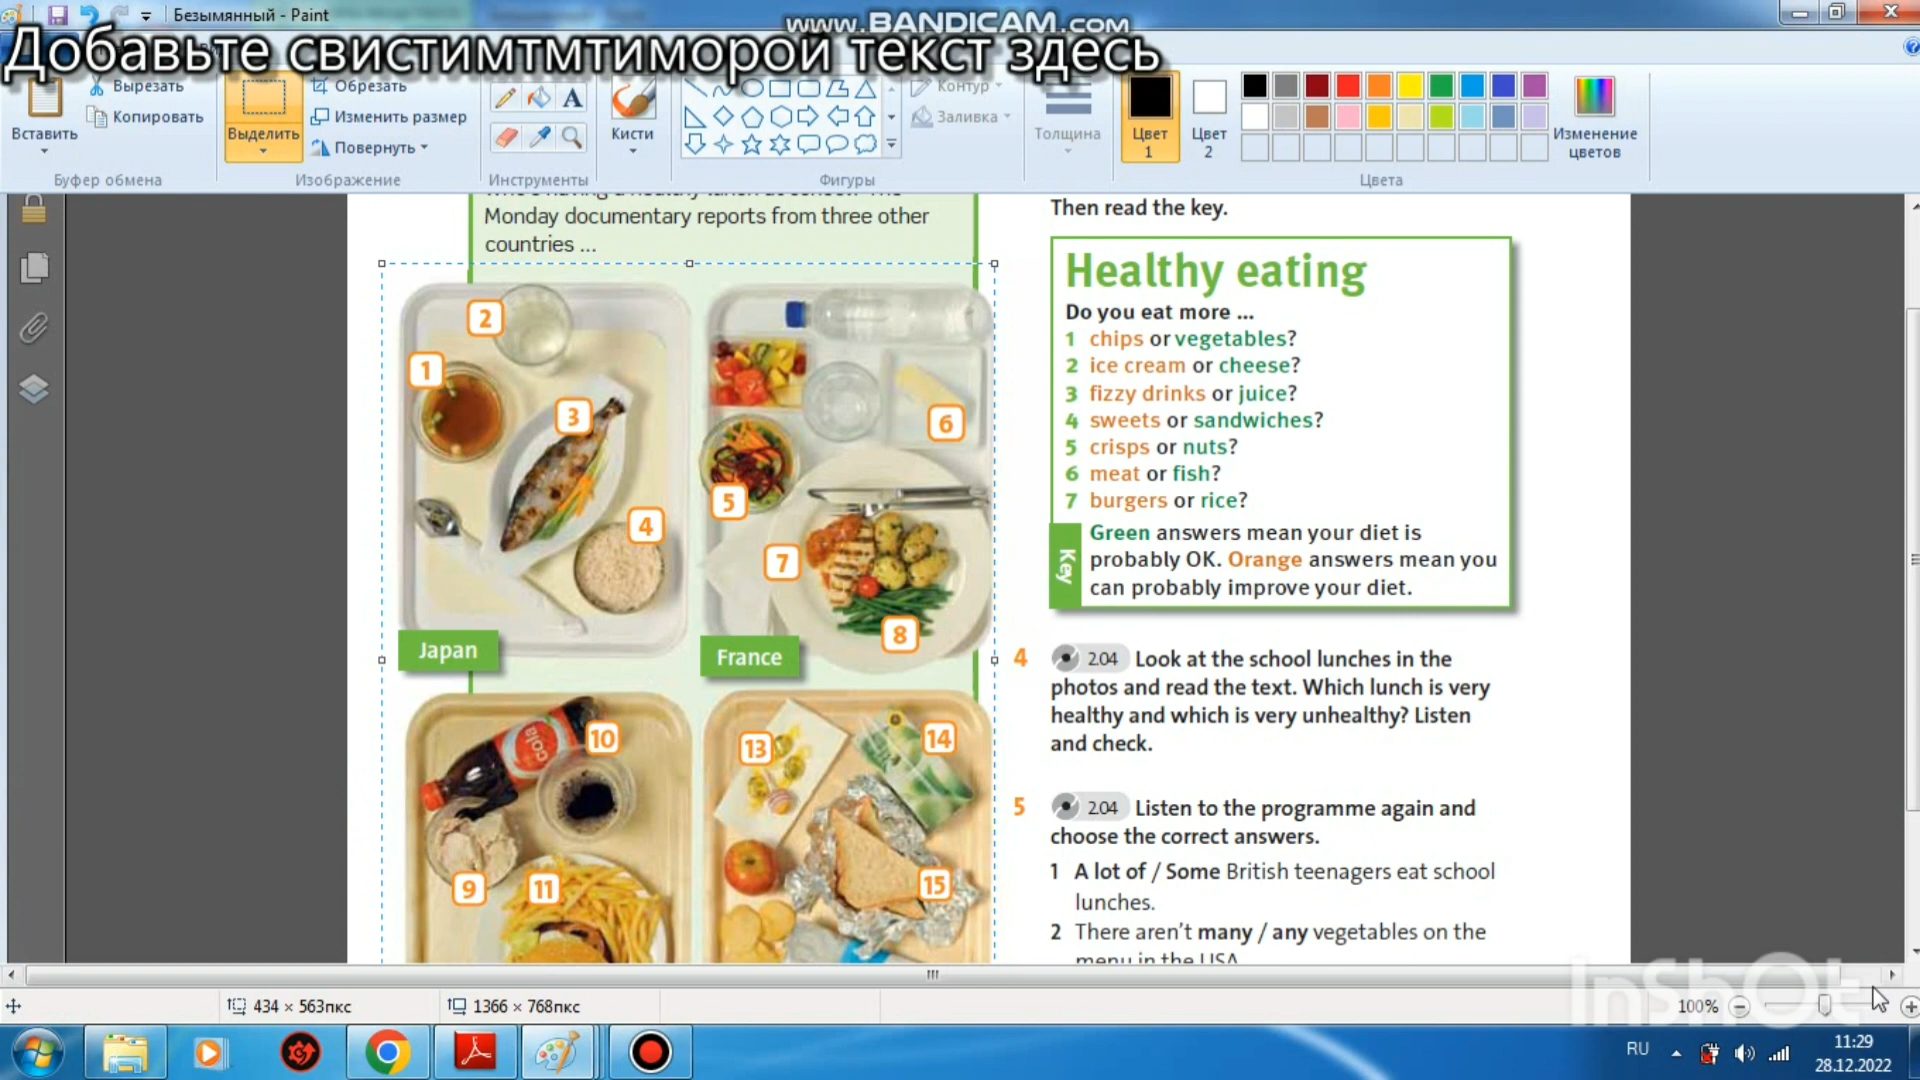 Безымянный - Paint
www.BANDICAM.com
Добавьте свистимтмтиморой текст здесь
Вставить
Вырезать
Копировать
Буфер обмена
Выделить
Обрезать
Изменить размер
Повернуть
Изображение
A
Инструменты
Кисти
Фигуры
Контур
Заливка
Толщина
Цвет 1
Цвет 2
Изменение цветов
Цвета
Monday documentary reports from three other
countries ...
1
2
3
4
Japan
5
6
7
8
France
9
10
cola
11
13
14
15
Then read the key.
Healthy eating
Do you eat more ...
1 chips or vegetables?
2 ice cream or cheese?
3 fizzy drinks or juice?
4 sweets or sandwiches?
5 crisps or nuts?
6 meat or fish?
7 burgers or rice?
Key
Green answers mean your diet is
probably OK. Orange answers mean you
can probably improve your diet.
4 2.04 Look at the school lunches in the
photos and read the text. Which lunch is very
healthy and which is very unhealthy? Listen
and check.
5 2.04 Listen to the programme again and
choose the correct answers.
1 A lot of / Some British teenagers eat school
lunches.
2 There aren't many / any vegetables on the
menu in the USA
InShOt
434 × 563пкс
1366 × 768пкс
100%
RU
11:29
28.12.2022